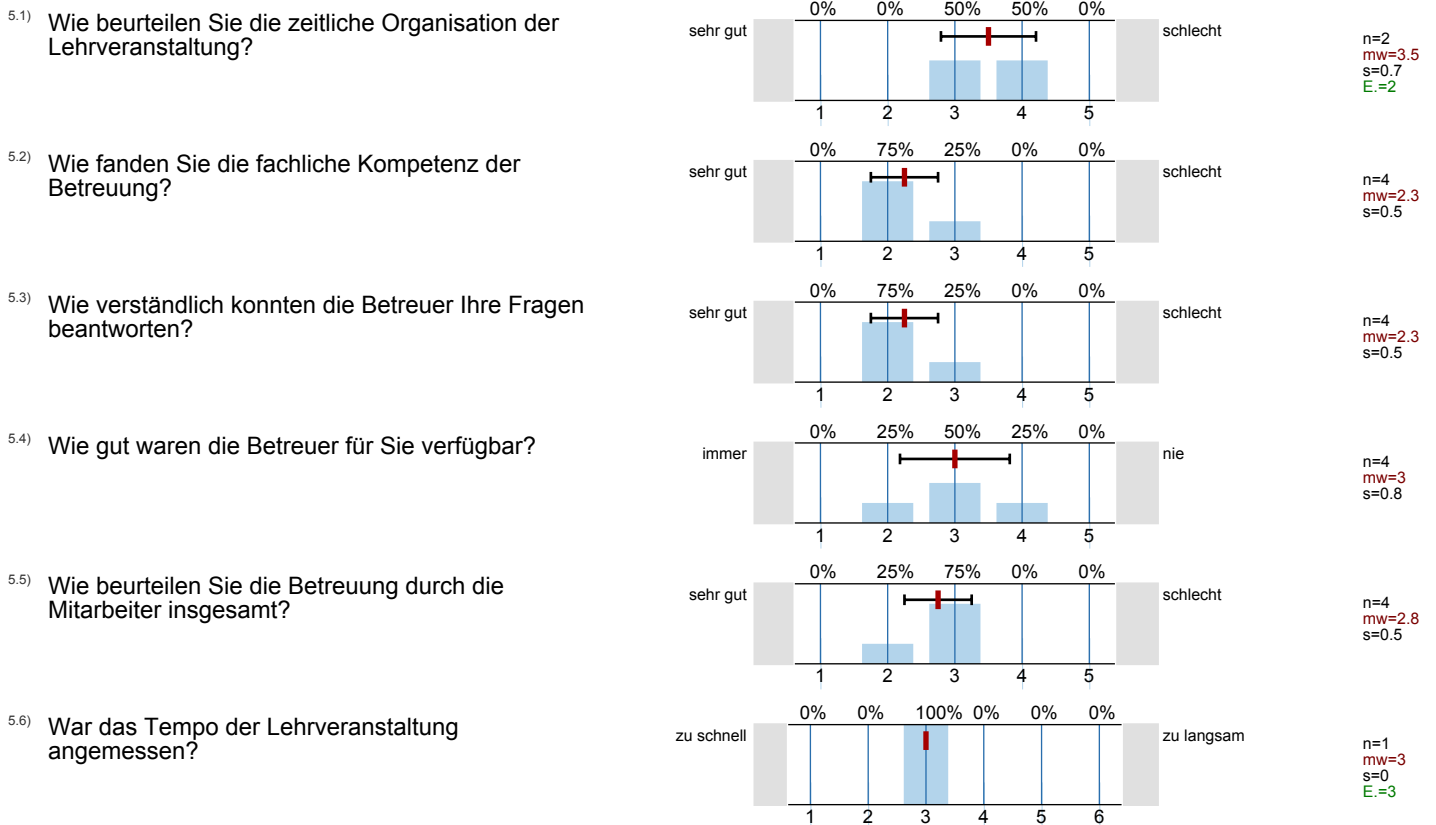 5.1) Wie beurteilen Sie die zeitliche Organisation der
Lehrveranstaltung?
0% 0% 50% 50% 0%
sehr gut schlecht
1 2 3 4 5
n=2
mw=3.5
s=0.7
E.=2
5.2) Wie fanden Sie die fachliche Kompetenz der
Betreuung?
0% 75% 25% 0% 0%
sehr gut schlecht
1 2 3 4 5
n=4
mw=2.3
s=0.5
5.3) Wie verständlich konnten die Betreuer Ihre Fragen
beantworten?
0% 75% 25% 0% 0%
sehr gut schlecht
1 2 3 4 5
n=4
mw=2.3
s=0.5
5.4) Wie gut waren die Betreuer für Sie verfügbar?
0% 25% 50% 25% 0%
immer nie
1 2 3 4 5
n=4
mw=3
s=0.8
5.5) Wie beurteilen Sie die Betreuung durch die
Mitarbeiter insgesamt?
0% 25% 75% 0% 0%
sehr gut schlecht
1 2 3 4 5
n=4
mw=2.8
s=0.5
5.6) War das Tempo der Lehrveranstaltung
angemessen?
0% 0% 100% 0% 0% 0%
zu schnell zu langsam
1 2 3 4 5 6
n=1
mw=3
s=0
E.=3